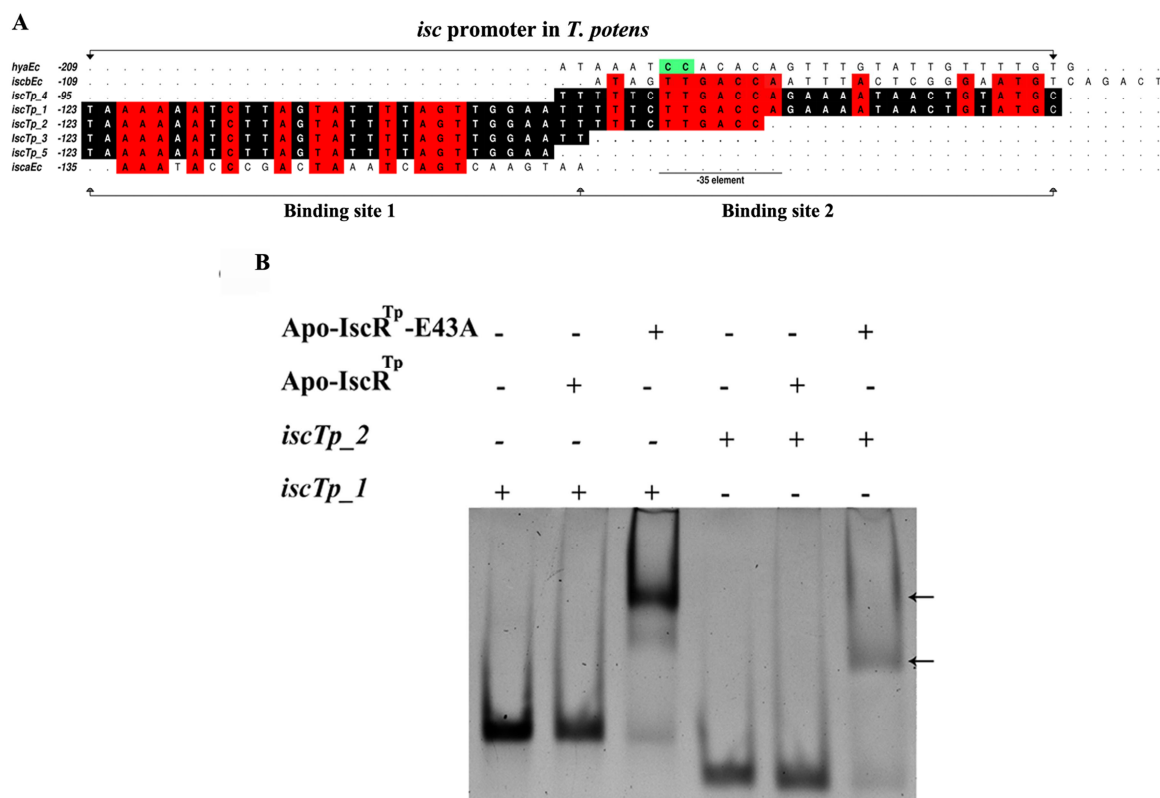 A
isc promoter in T. potens
hyaEc -209 . . . . . . . . . . . . . . . . . . . . . . . . . . . A T A A A T C C A C A C A G T T T G T A T T G T T T T G T G . . . . .
iscbEc -109 . . . . . . . . . . . . . . . . . . . . . . . . . . . . . A T A G T T G A C C A A T T T A C T C G G G A A T G T C A G A C T
iscTp_4 -95 . . . . . . . . . . . . . . . . . . . . . . . . . . . T T T T T C T T G A C C A G A A A A T A A C T G T A T G C . . . . . .
iscTp_1 -123 T A A A A A A T C T T A G T A T T T T A G T T G G A A T T T T T C T T G A C C A G A A A A T A A C T G T A T G C . . . . . .
iscTp_2 -123 T A A A A A A T C T T A G T A T T T T A G T T G G A A T T T T T C T T G A C C . . . . . . . . . . . . . . . . . . . . . . .
IscTp_3 -123 T A A A A A A T C T T A G T A T T T T A G T T G G A A T T . . . . . . . . . . . . . . . . . . . . . . . . . . . . . . . . .
iscTp_5 -123 T A A A A A A T C T T A G T A T T T T A G T T G G A A . . . . . . . . . . . . . . . . . . . . . . . . . . . . . . . . . . .
iscaEc -135 . . A A A T A C C C G A C T A A A T C A G T C A A G T A A . . . . . . . . . . . . . . . . . . . . . . . . . . . . . . . . .
-35 element
Binding site 1 Binding site 2
B
Apo-IscRTp-E43A - - + - - +
Apo-IscRTp - + - - + -
iscTp_2 - - - + + +
iscTp_1 + + + - - -